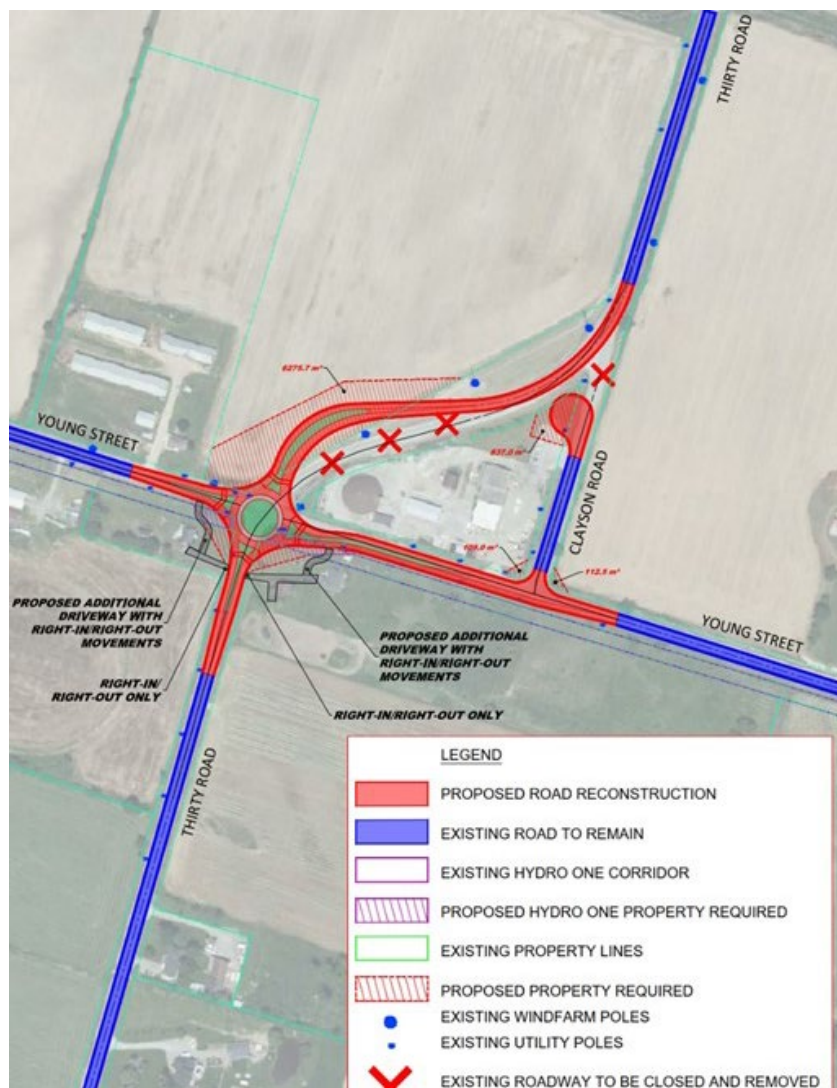 THIRTY ROAD
6275.7 m²
YOUNG STREET
637.0 m²
CLAYSON ROAD
112.5 m²
YOUNG STREET
PROPOSED ADDITIONAL
DRIVEWAY WITH
RIGHT-IN/RIGHT-OUT
MOVEMENTS
PROPOSED ADDITIONAL
DRIVEWAY WITH
RIGHT-IN/RIGHT-OUT
MOVEMENTS
RIGHT-IN/
RIGHT-OUT ONLY
RIGHT-IN/RIGHT-OUT ONLY
THIRTY ROAD
LEGEND
PROPOSED ROAD RECONSTRUCTION
EXISTING ROAD TO REMAIN
EXISTING HYDRO ONE CORRIDOR
PROPOSED HYDRO ONE PROPERTY REQUIRED
EXISTING PROPERTY LINES
PROPOSED PROPERTY REQUIRED
EXISTING WINDFARM POLES
EXISTING UTILITY POLES
EXISTING ROADWAY TO BE CLOSED AND REMOVED